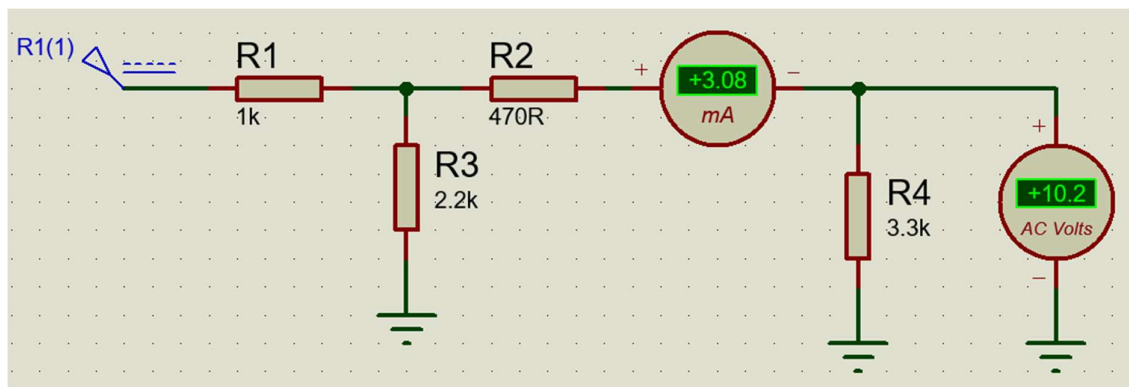 R1(1)
R1
1k
R2
470R
+
+3.08
mA
−
R3
2.2k
R4
3.3k
+
+10.2
AC Volts
−